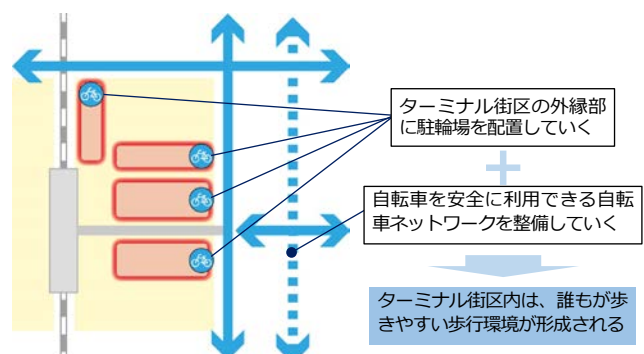 ターミナル街区の外縁部
に駐輪場を配置していく
自転車を安全に利用できる自転
車ネットワークを整備していく
ターミナル街区内は、誰もが歩
きやすい歩行環境が形成される